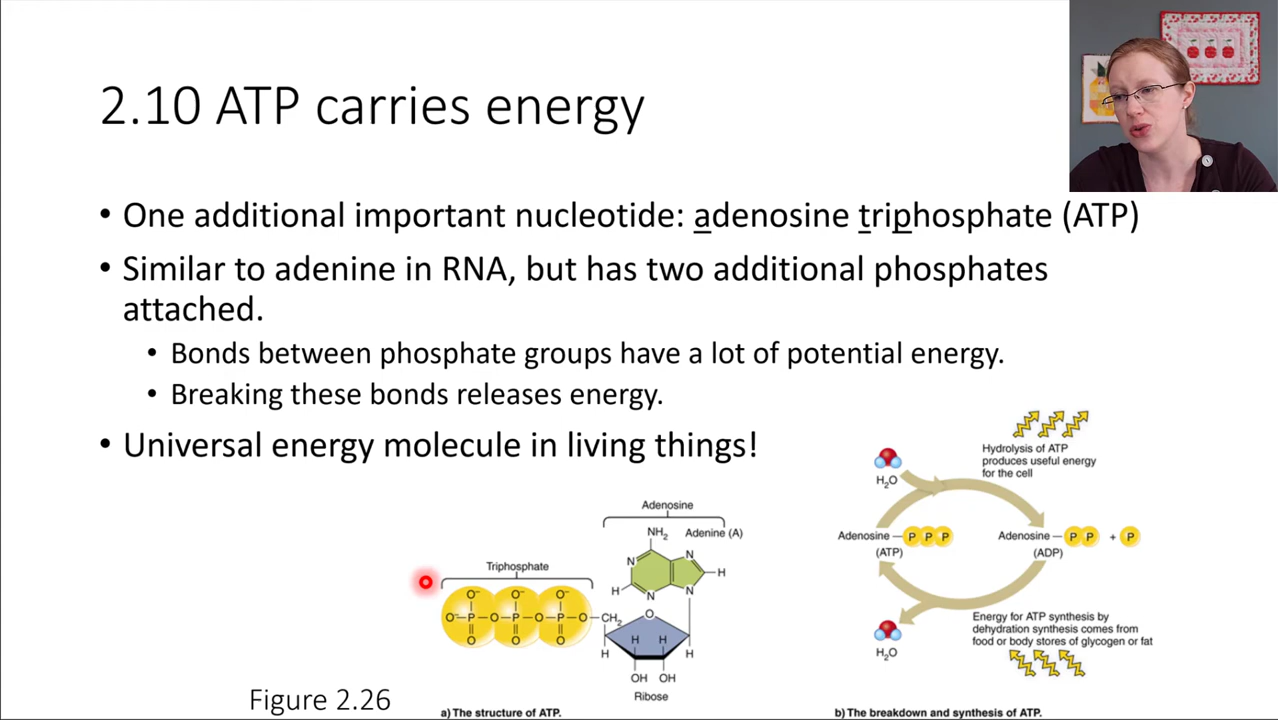 2.10 ATP carries energy
• One additional important nucleotide: adenosine triphosphate (ATP)
• Similar to adenine in RNA, but has two additional phosphates
attached.
• Bonds between phosphate groups have a lot of potential energy.
• Breaking these bonds releases energy.
• Universal energy molecule in living things!
Adenosine
NH2 Adenine (A)
N N
H
H N N
Triphosphate
O- O- O-
O- P O P O P O CH2 O
O O O
H H H H
OH OH
Ribose
a) The structure of ATP.
Figure 2.26
Hydrolysis of ATP
produces useful energy
for the cell
H2O
Adenosine — P P P
(ATP)
Adenosine — P P + P
(ADP)
Energy for ATP synthesis by
dehydration synthesis comes from
food or body stores of glycogen or fat
H2O
b) The breakdown and synthesis of ATP.